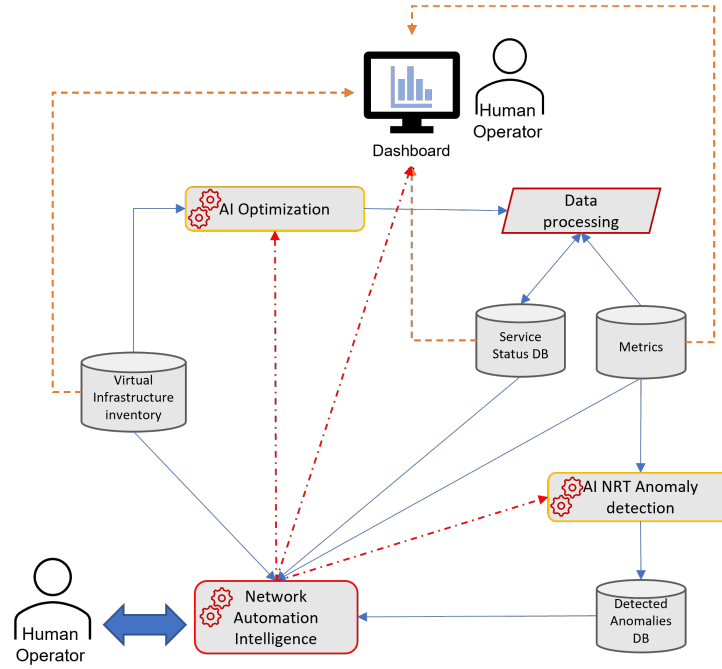 Human
Operator
Dashboard
AI Optimization
Data
processing
Service
Status DB
Metrics
Virtual
Infrastructure
inventory
AI NRT Anomaly
detection
Network
Automation
Intelligence
Detected
Anomalies
DB
Human
Operator